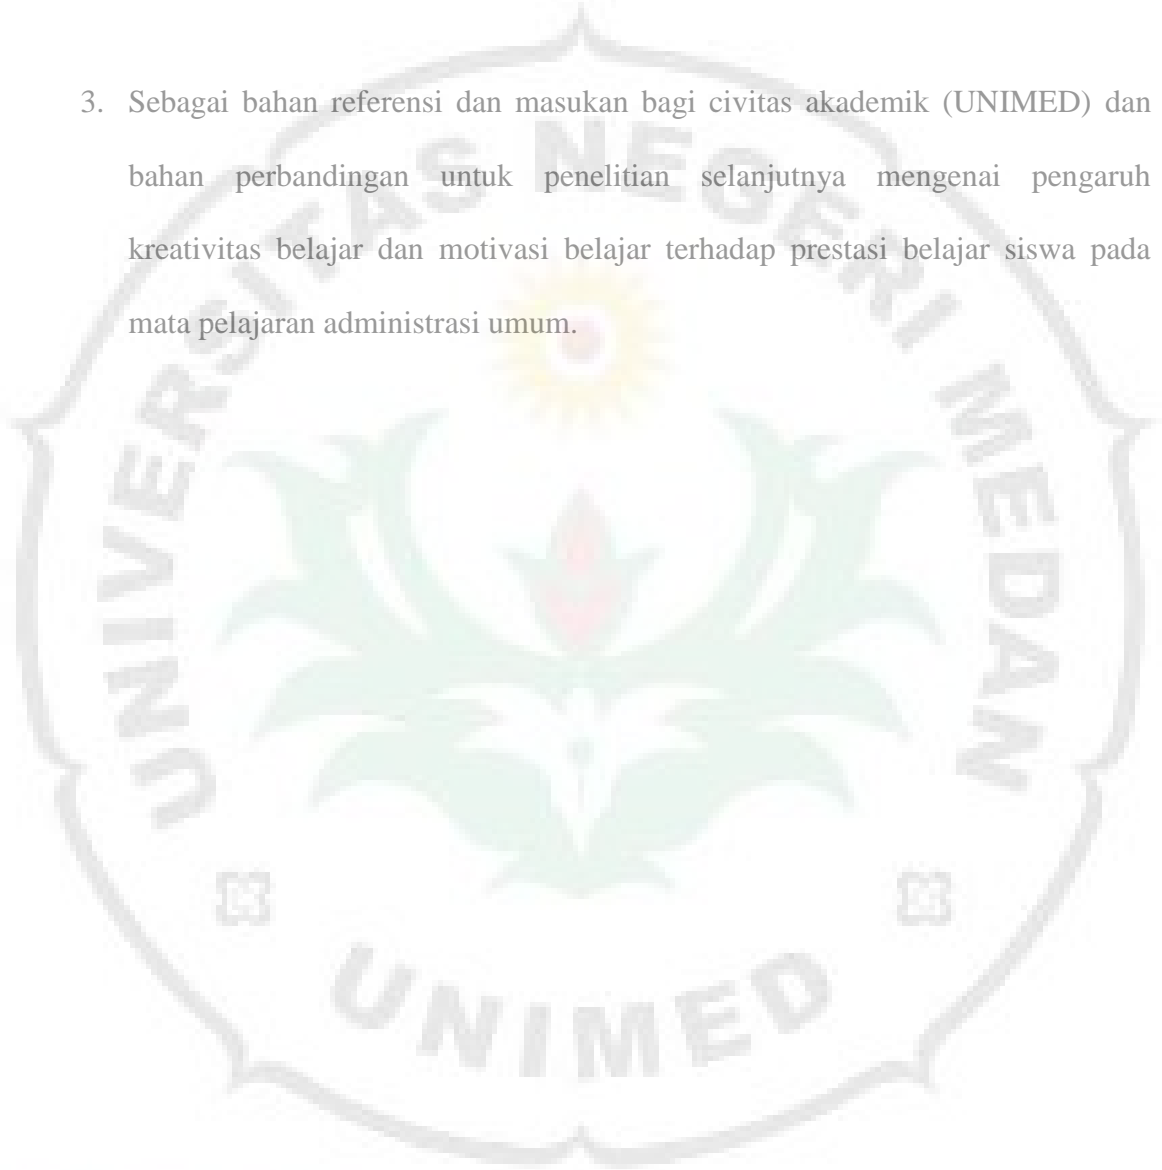 3. Sebagai bahan referensi dan masukan bagi civitas akademik (UNIMED) dan
bahan perbandingan untuk penelitian selanjutnya mengenai pengaruh
kreativitas belajar dan motivasi belajar terhadap prestasi belajar siswa pada
mata pelajaran administrasi umum.
UNIVERSITAS NEGERI MEDAN
UNIMED